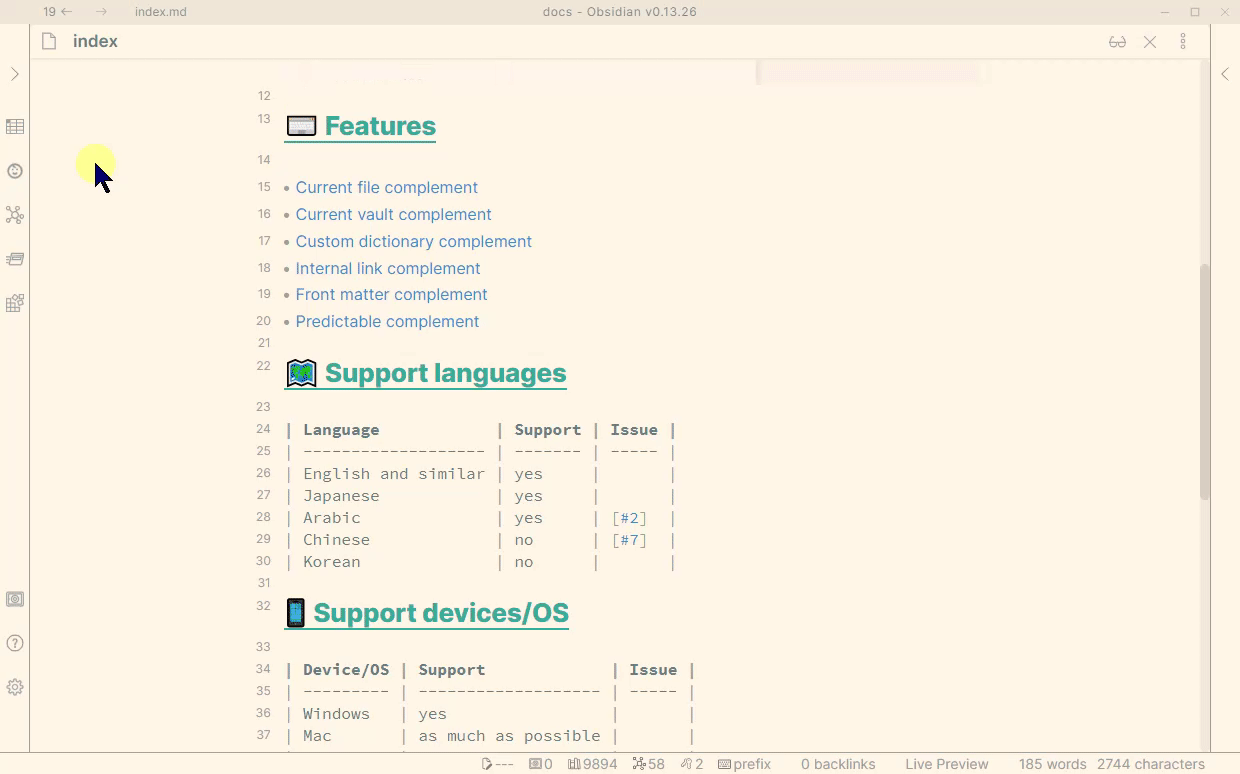 19 index.md docs - Obsidian v0.13.26
index
12
13 Features
14
15 • Current file complement
16 • Current vault complement
17 • Custom dictionary complement
18 • Internal link complement
19 • Front matter complement
20 • Predictable complement
21
22 Support languages
23
24 | Language | Support | Issue |
25 | ------------------- | ------- | ----- |
26 | English and similar | yes | |
27 | Japanese | yes | |
28 | Arabic | yes | [#2] |
29 | Chinese | no | [#7] |
30 | Korean | no | |
31
32 Support devices/OS
33
34 | Device/OS | Support | Issue |
35 | --------- | ------------------- | ----- |
36 | Windows | yes | |
37 | Mac | as much as possible | |
--- 0 9894 58 2 prefix 0 backlinks Live Preview 185 words 2744 characters